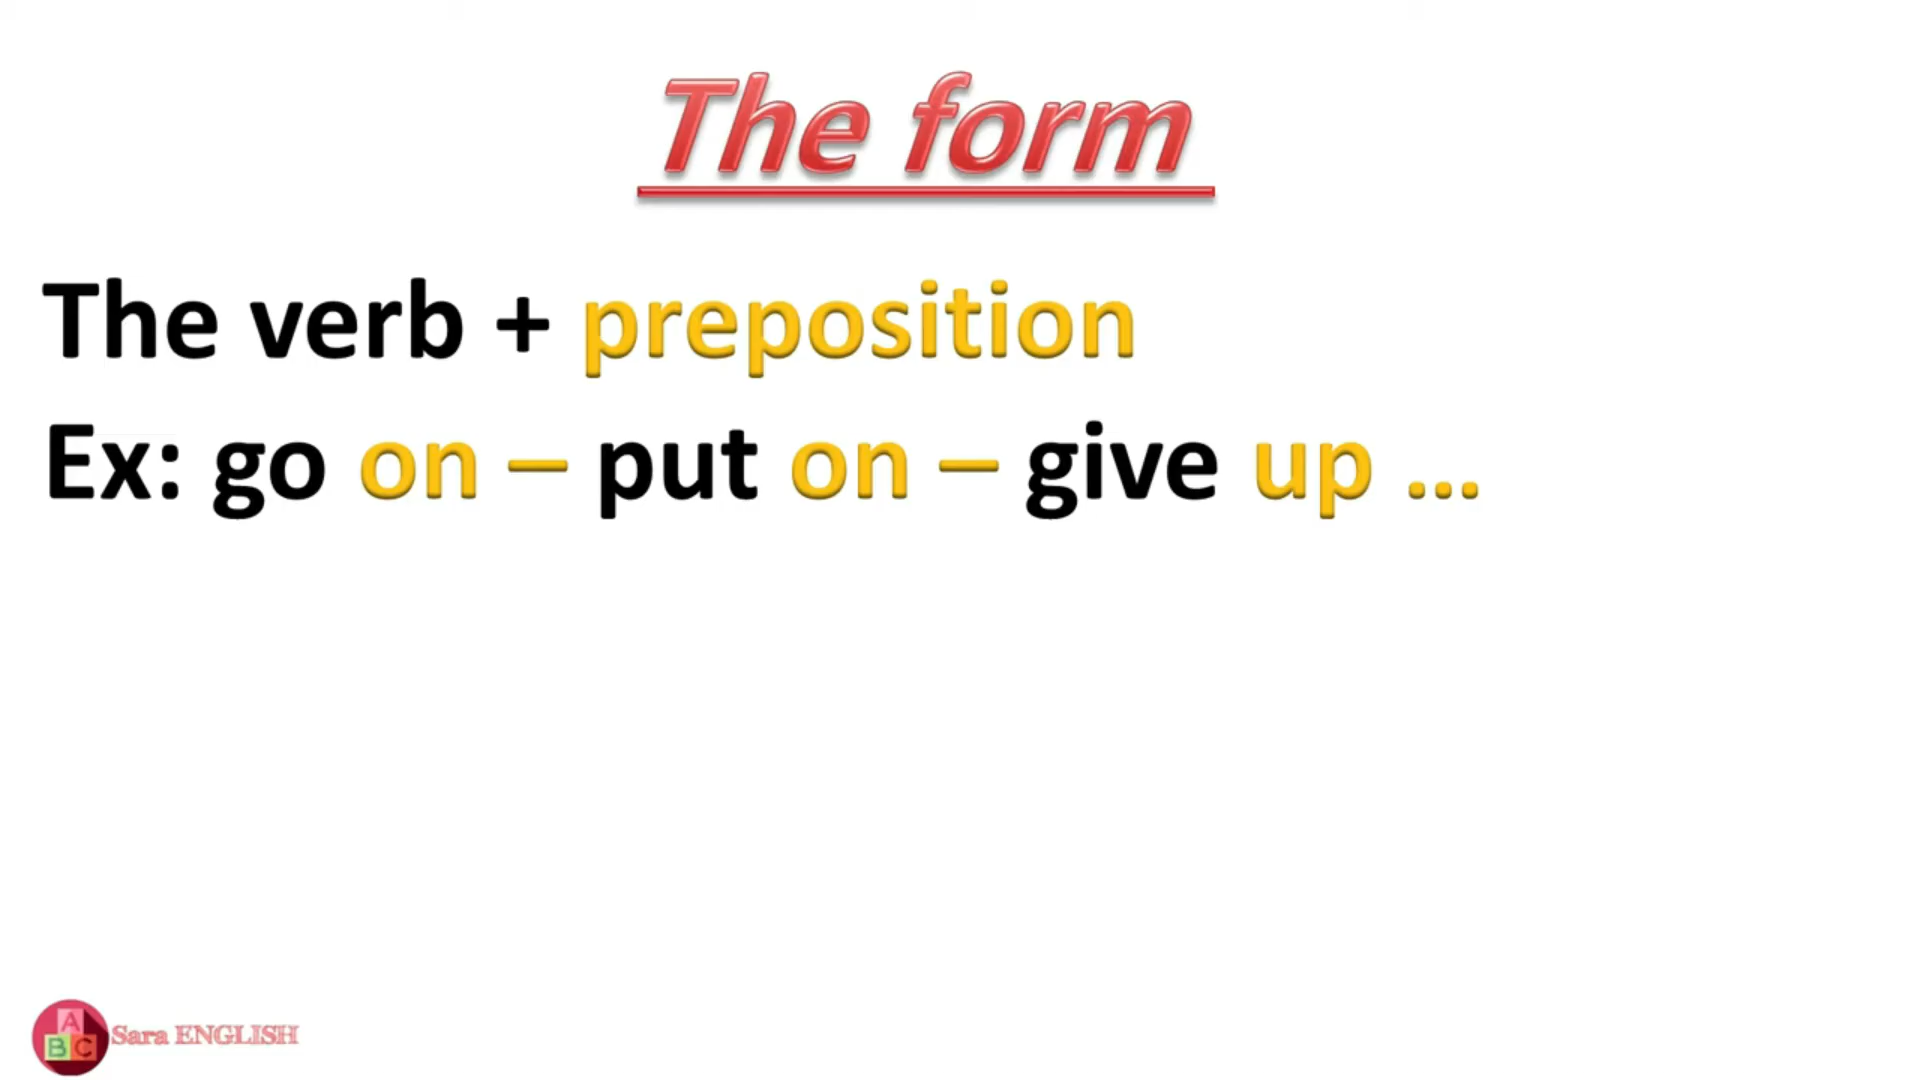 The form
The verb + preposition
Ex: go on – put on – give up ...
A
B C
Sara ENGLISH